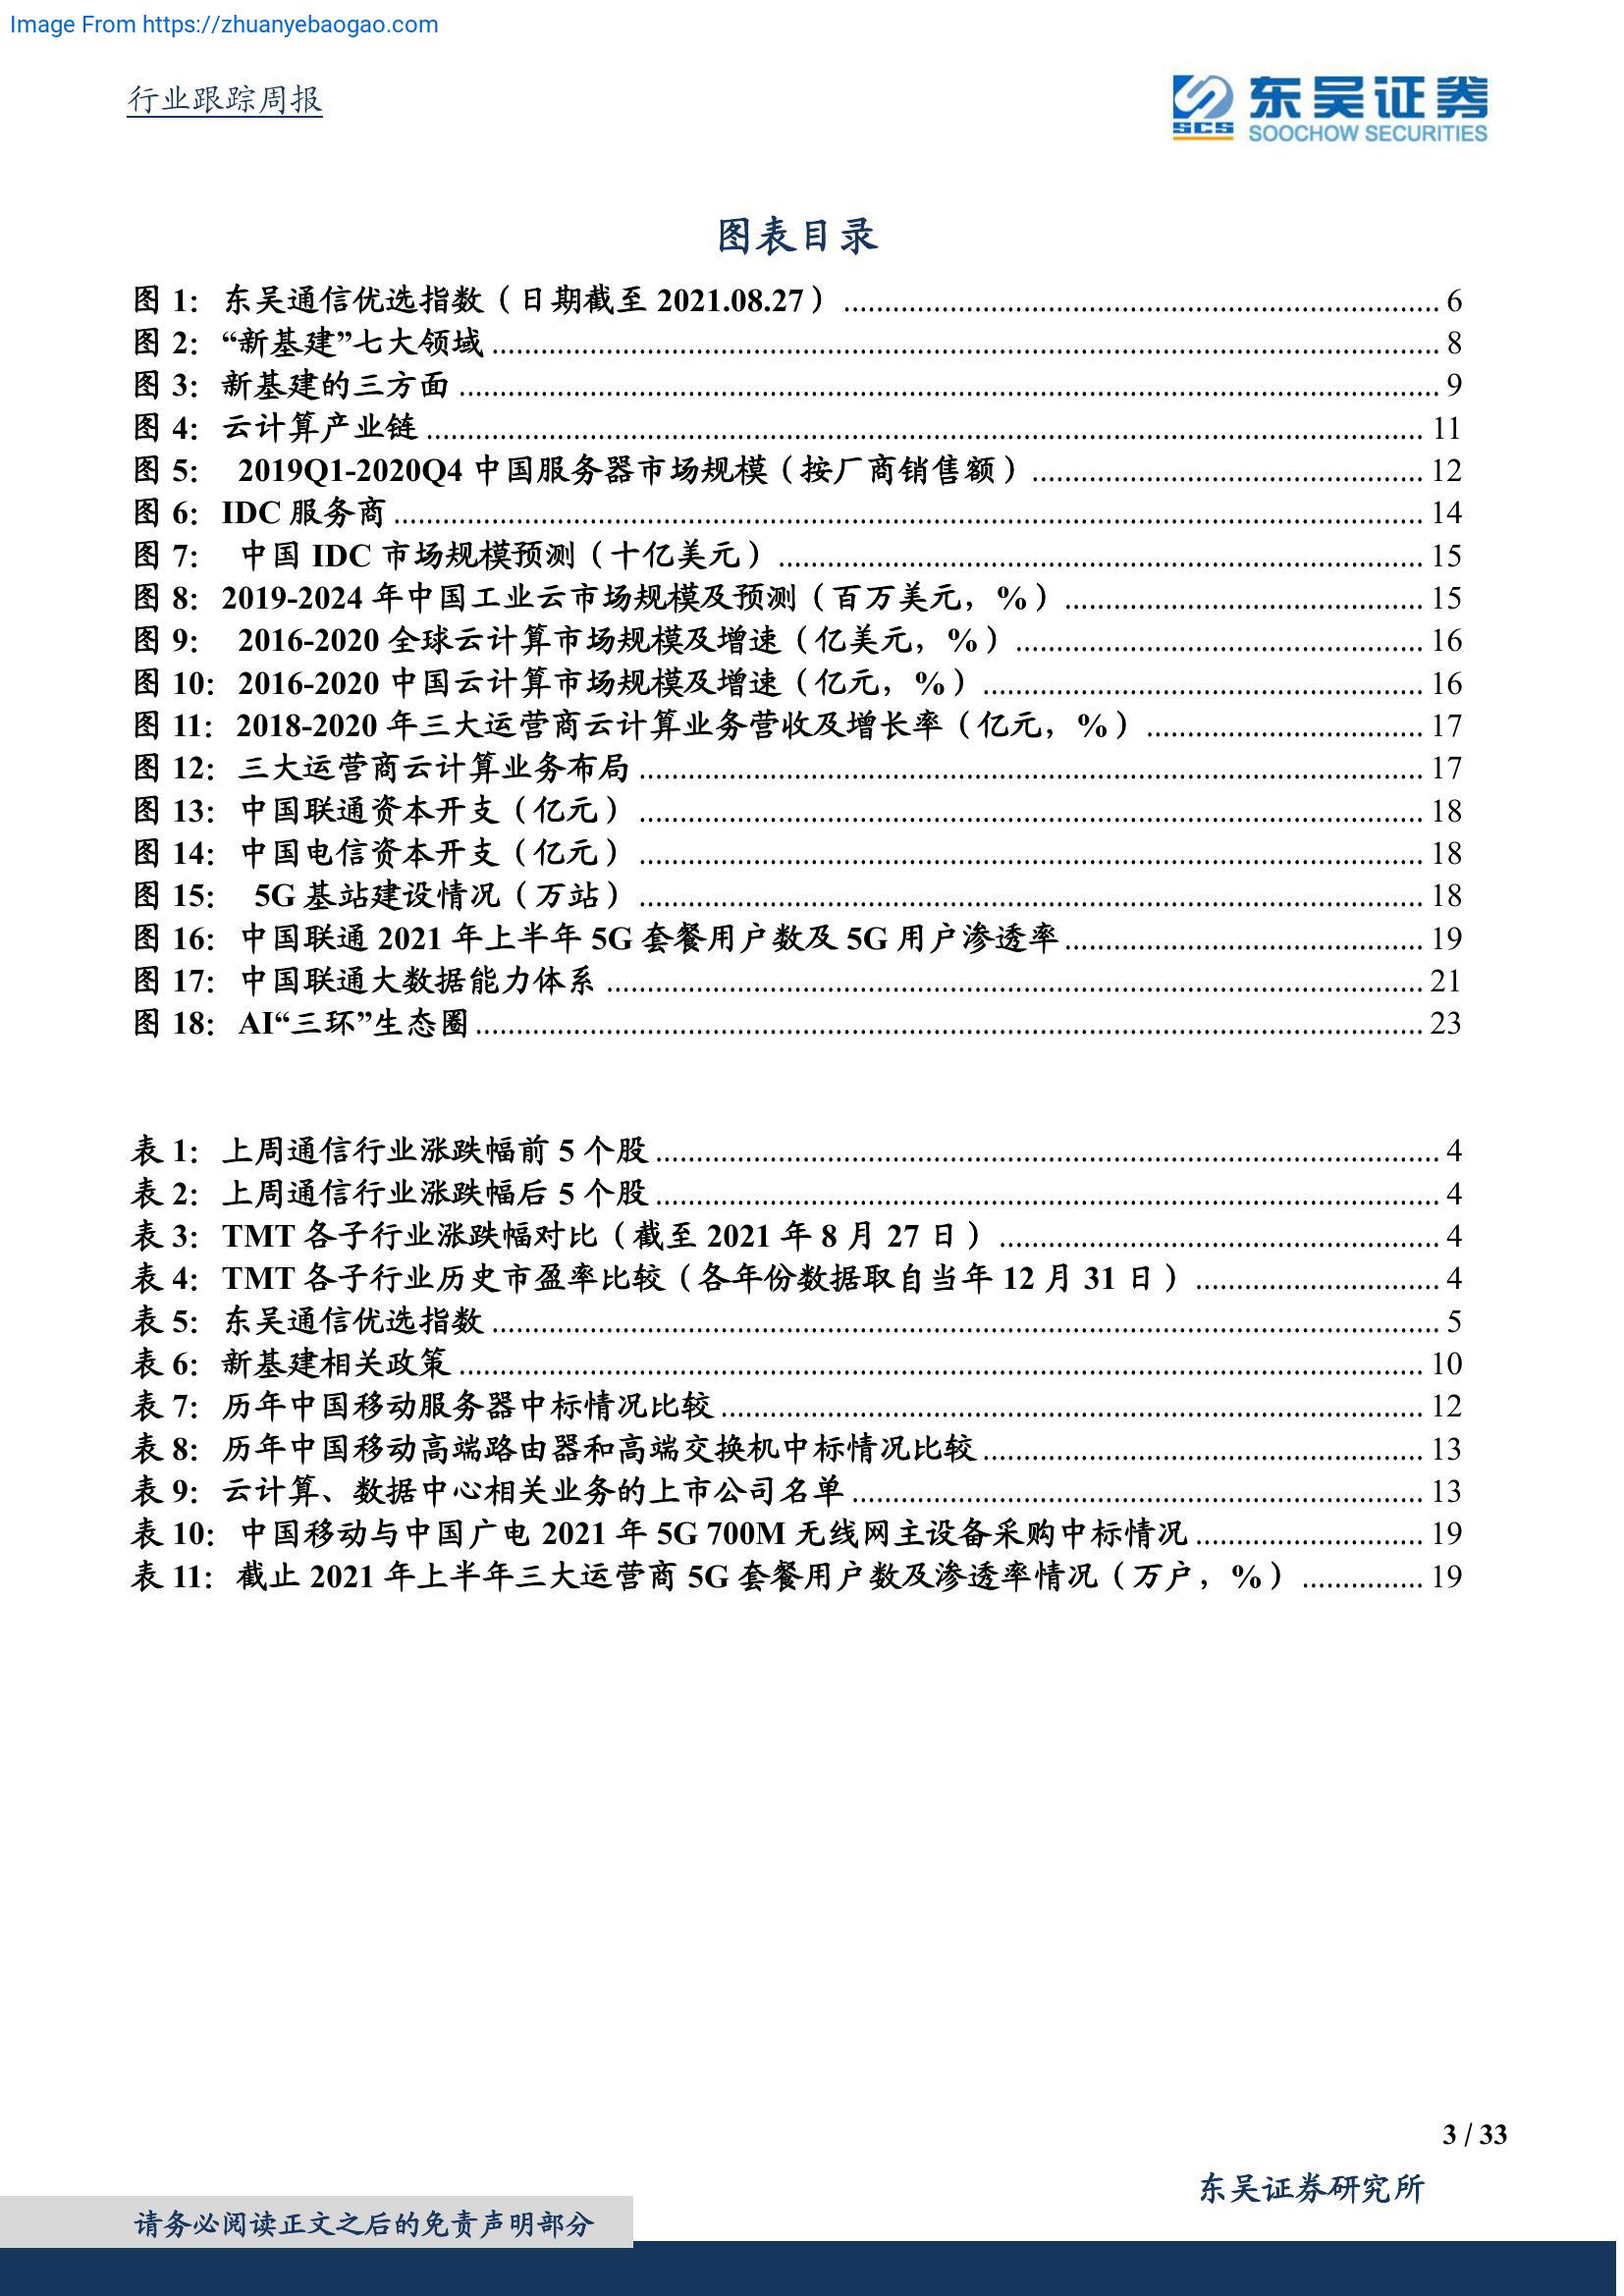 Image From https://zhuanyebaogao.com
行业跟踪周报
SCS 东吴证券
SOOCHOW SECURITIES
图表目录
图 1：东吴通信优选指数（日期截至 2021.08.27） 6
图 2：“新基建”七大领域 8
图 3：新基建的三方面 9
图 4：云计算产业链 11
图 5： 2019Q1-2020Q4 中国服务器市场规模（按厂商销售额） 12
图 6：IDC 服务商 14
图 7： 中国 IDC 市场规模预测（十亿美元） 15
图 8：2019-2024 年中国工业云市场规模及预测（百万美元，%） 15
图 9： 2016-2020 全球云计算市场规模及增速（亿美元，%） 16
图 10：2016-2020 中国云计算市场规模及增速（亿元，%） 16
图 11：2018-2020 年三大运营商云计算业务营收及增长率（亿元，%） 17
图 12：三大运营商云计算业务布局 17
图 13：中国联通资本开支（亿元） 18
图 14：中国电信资本开支（亿元） 18
图 15： 5G 基站建设情况（万站） 18
图 16：中国联通 2021 年上半年 5G 套餐用户数及 5G 用户渗透率 19
图 17：中国联通大数据能力体系 21
图 18：AI“三环”生态圈 23
表 1：上周通信行业涨跌幅前 5 个股 4
表 2：上周通信行业涨跌幅后 5 个股 4
表 3：TMT 各子行业涨跌幅对比（截至 2021 年 8 月 27 日） 4
表 4：TMT 各子行业历史市盈率比较（各年份数据取自当年 12 月 31 日） 4
表 5：东吴通信优选指数 5
表 6：新基建相关政策 10
表 7：历年中国移动服务器中标情况比较 12
表 8：历年中国移动高端路由器和高端交换机中标情况比较 13
表 9：云计算、数据中心相关业务的上市公司名单 13
表 10：中国移动与中国广电 2021 年 5G 700M 无线网主设备采购中标情况 19
表 11：截止 2021 年上半年三大运营商 5G 套餐用户数及渗透率情况（万户，%） 19
3 / 33
东吴证券研究所
请务必阅读正文之后的免责声明部分